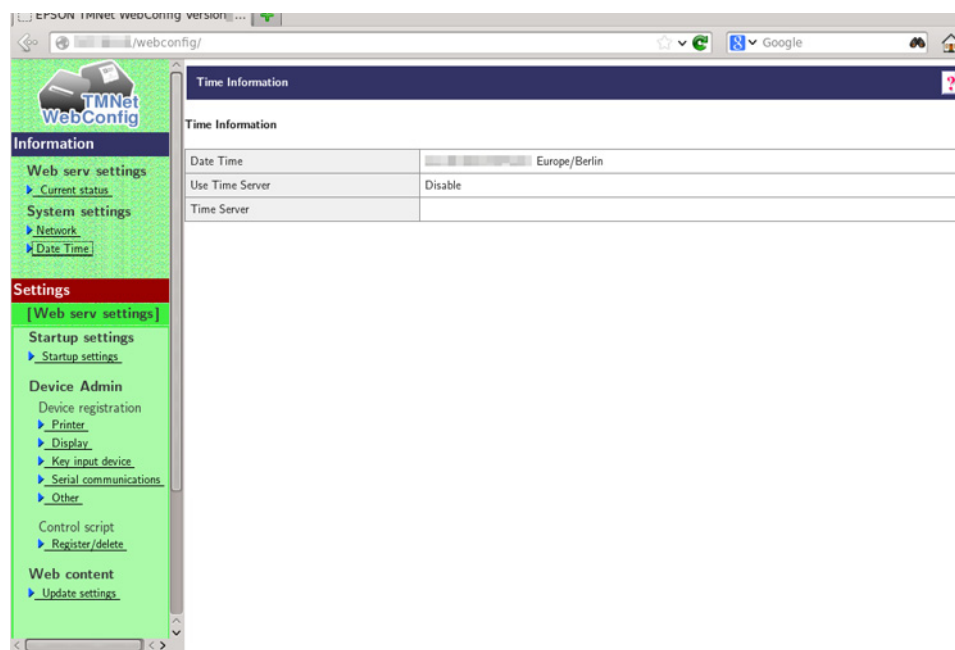 EPSON TMNet WebConfig Version ...
/webconfig/
Google
TMNet
WebConfig
Time Information
?
Time Information
Information
Date Time Europe/Berlin
Use Time Server Disable
Time Server
Web serv settings
Current status
System settings
Network
Date Time
Settings
[Web serv settings]
Startup settings
Startup settings
Device Admin
Device registration
Printer
Display
Key input device
Serial communications
Other
Control script
Register/delete
Web content
Update settings